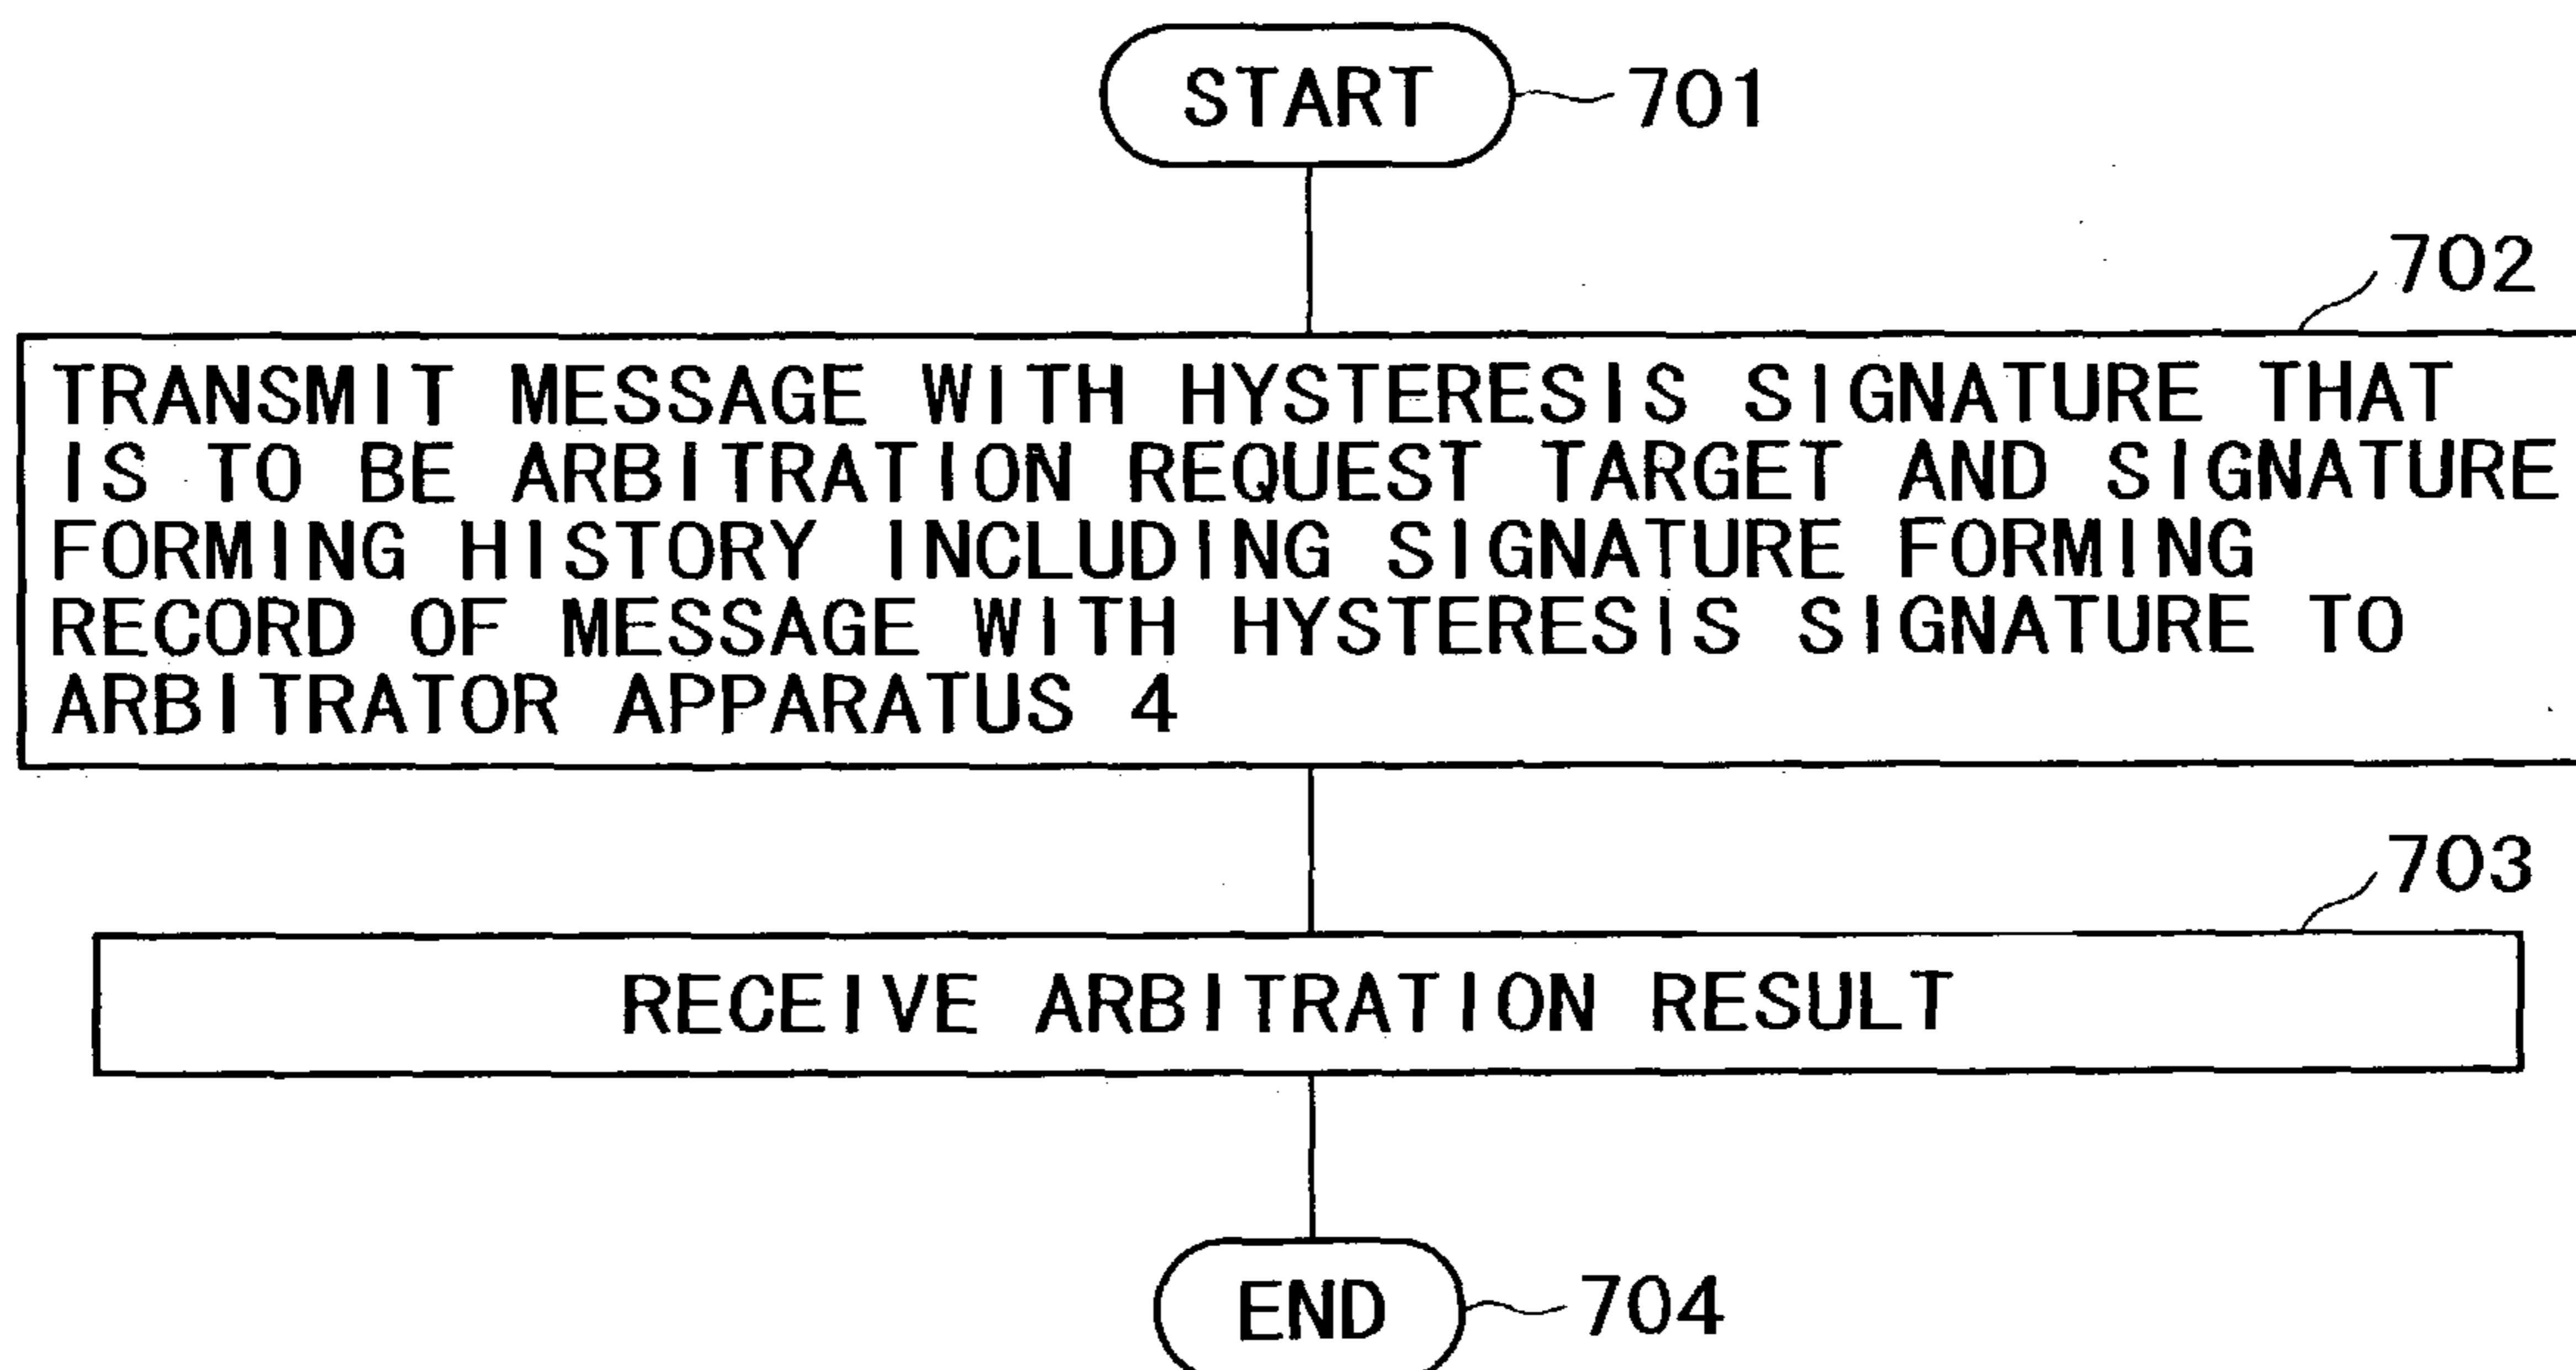 START
701
702
TRANSMIT MESSAGE WITH HYSTERESIS SIGNATURE THAT
IS TO BE ARBITRATION REQUEST TARGET AND SIGNATURE
FORMING HISTORY INCLUDING SIGNATURE FORMING
RECORD OF MESSAGE WITH HYSTERESIS SIGNATURE TO
ARBITRATOR APPARATUS 4
703
RECEIVE ARBITRATION RESULT
END
704